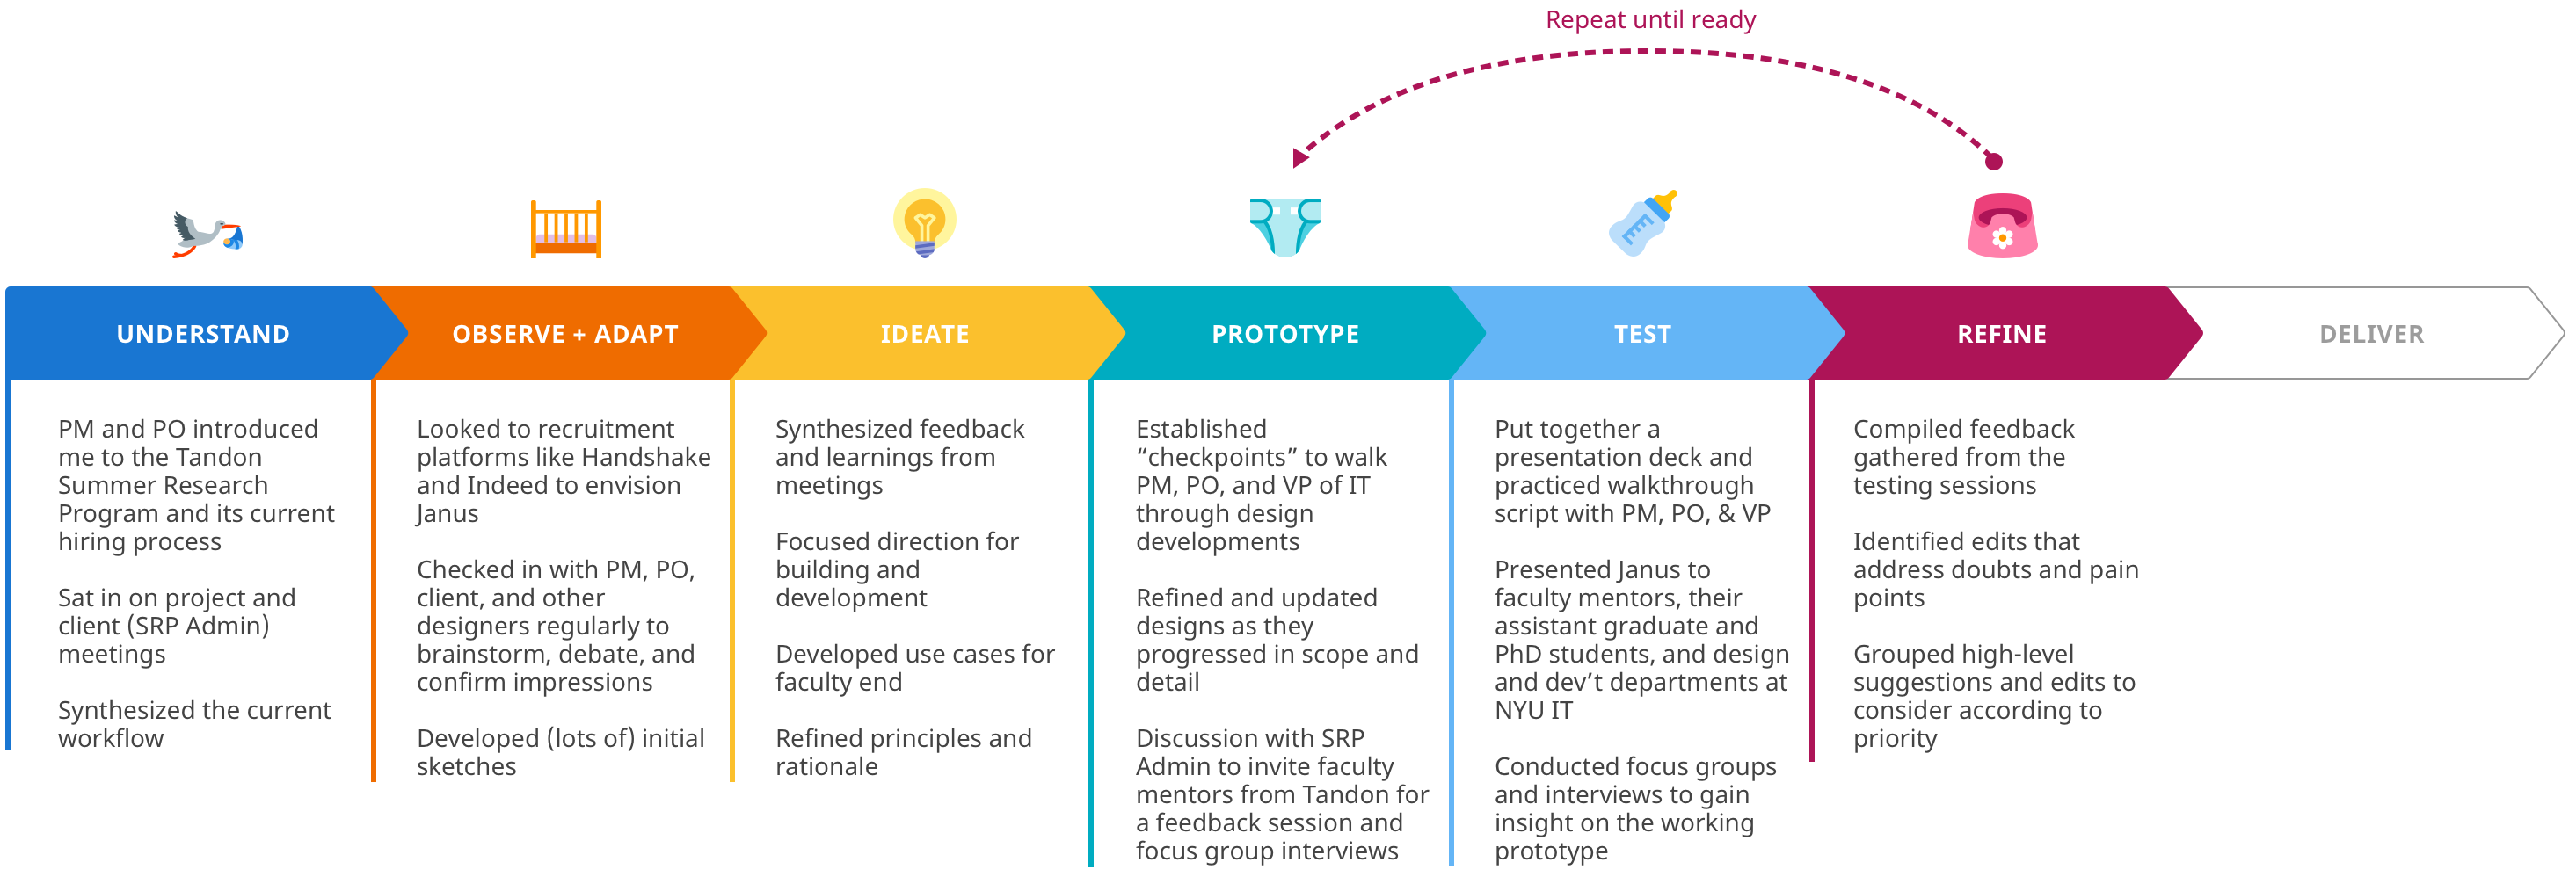 Repeat until ready
UNDERSTAND
OBSERVE + ADAPT
IDEATE
PROTOTYPE
TEST
REFINE
DELIVER
PM and PO introduced
me to the Tandon
Summer Research
Program and its current
hiring process
Sat in on project and
client (SRP Admin)
meetings
Synthesized the current
workflow
Looked to recruitment
platforms like Handshake
and Indeed to envision
Janus
Checked in with PM, PO,
client, and other
designers regularly to
brainstorm, debate, and
confirm impressions
Developed (lots of) initial
sketches
Synthesized feedback
and learnings from
meetings
Focused direction for
building and
development
Developed use cases for
faculty end
Refined principles and
rationale
Established
“checkpoints” to walk
PM, PO, and VP of IT
through design
developments
Refined and updated
designs as they
progressed in scope and
detail
Discussion with SRP
Admin to invite faculty
mentors from Tandon for
a feedback session and
focus group interviews
Put together a
presentation deck and
practiced walkthrough
script with PM, PO, & VP
Presented Janus to
faculty mentors, their
assistant graduate and
PhD students, and design
and dev’t departments at
NYU IT
Conducted focus groups
and interviews to gain
insight on the working
prototype
Compiled feedback
gathered from the
testing sessions
Identified edits that
address doubts and pain
points
Grouped high-level
suggestions and edits to
consider according to
priority